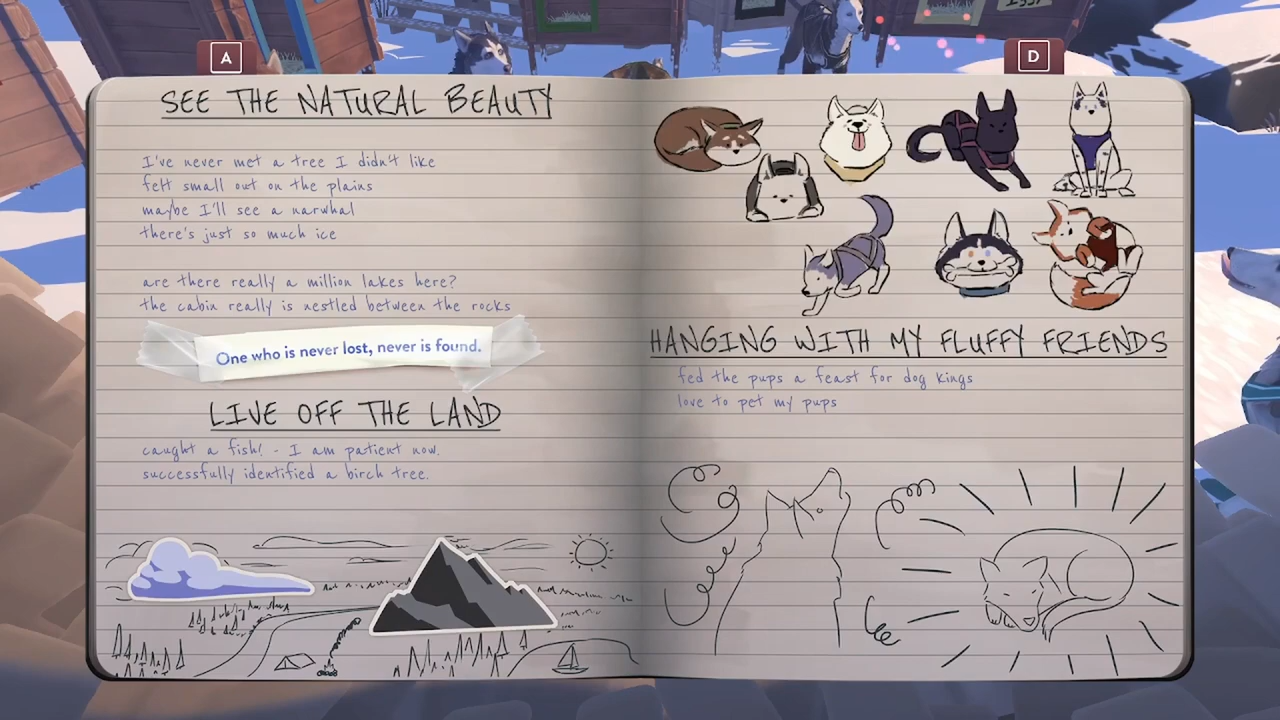 A
D
SEE THE NATURAL BEAUTY
I've never met a tree I didn't like
felt small out on the plains
maybe I'll see a narwhal
there's just so much ice
are there really a million lakes here?
the cabin really is nestled between the rocks
One who is never lost, never is found.
LIVE OFF THE LAND
caught a fish! - I am patient now.
successfully identified a birch tree.
HANGING WITH MY FLUFFY FRIENDS
fed the pups a feast for dog kings
love to pet my pups